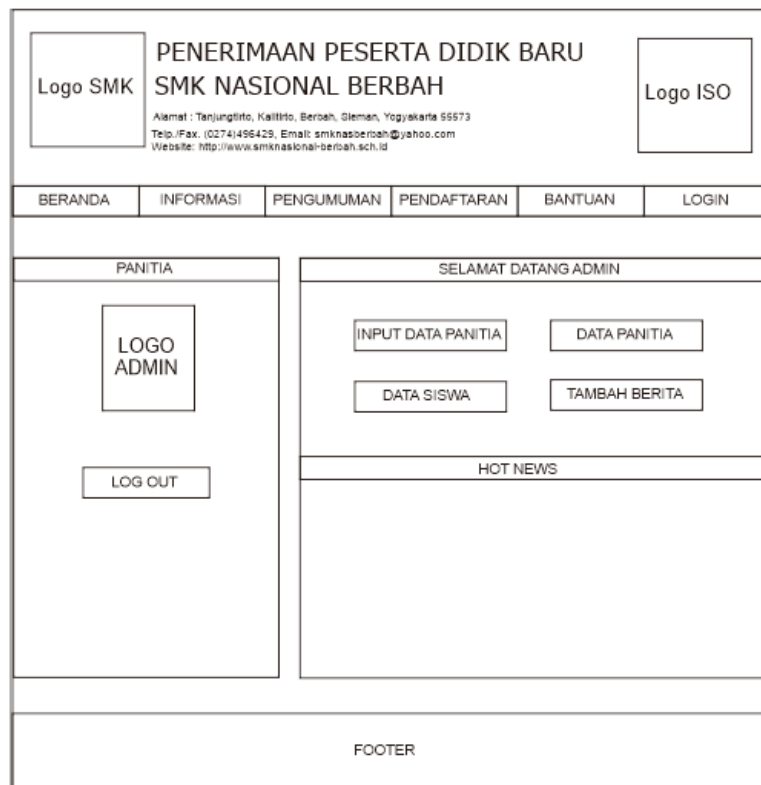 Logo SMK
PENERIMAAN PESERTA DIDIK BARU
SMK NASIONAL BERBAH
Alamat : Tanjungtirto, Kalitirto, Berbah, Sleman, Yogyakarta 55573
Telp./Fax. (0274)496429, Email: smknasberbah@yahoo.com
Website: http://www.smknasional-berbah.sch.id
Logo ISO
BERANDA
INFORMASI
PENGUMUMAN
PENDAFTARAN
BANTUAN
LOGIN
PANITIA
LOGO
ADMIN
LOG OUT
SELAMAT DATANG ADMIN
INPUT DATA PANITIA
DATA PANITIA
DATA SISWA
TAMBAH BERITA
HOT NEWS
FOOTER